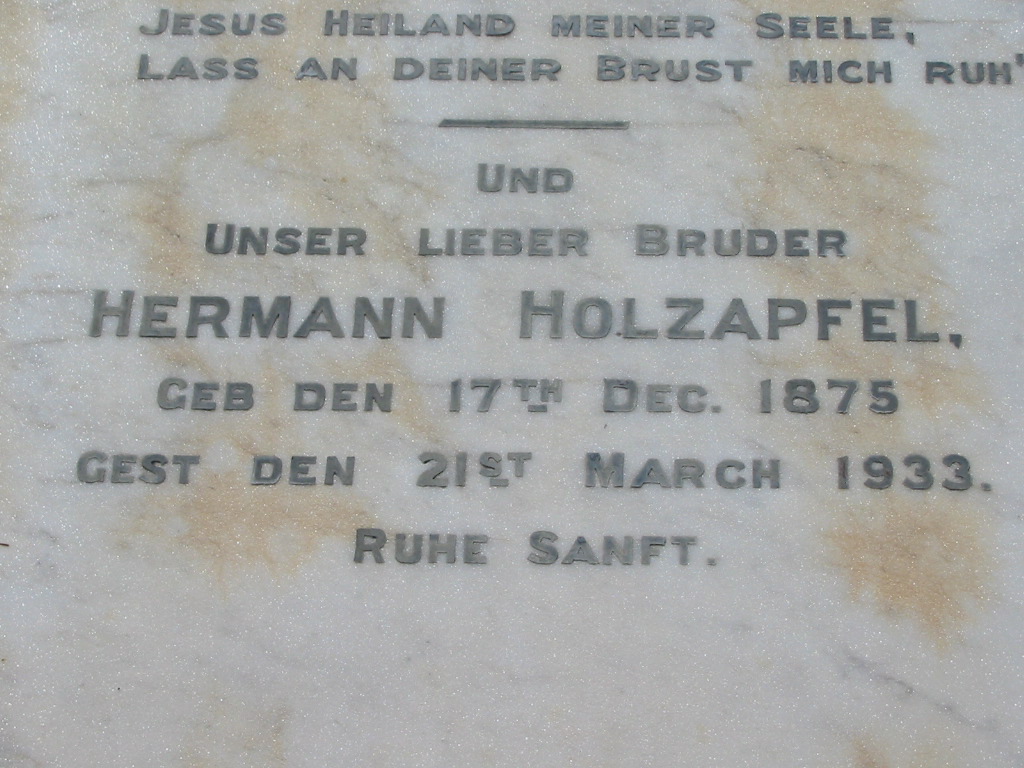 JESUS HEILAND MEINER SEELE,
LASS AN DEINER BRUST MICH RUH'
UND
UNSER LIEBER BRUDER
HERMANN HOLZAPFEL,
GEB DEN 17TH DEC. 1875
GEST DEN 21ST MARCH 1933.
RUHE SANFT.